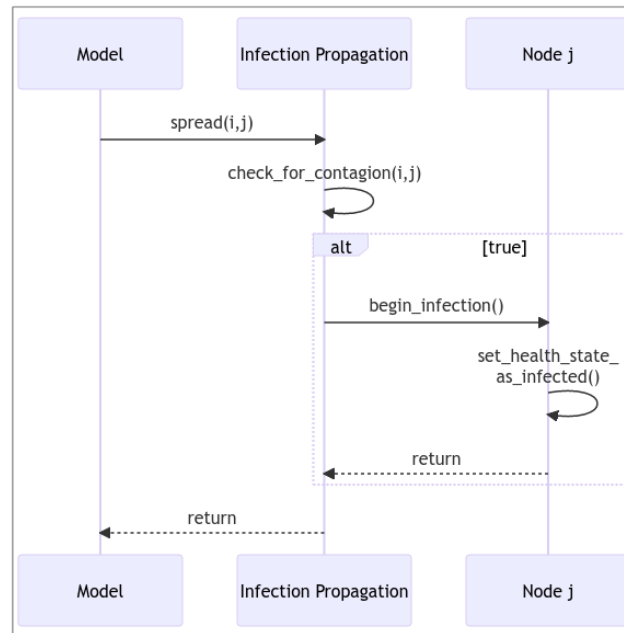 Model
Infection Propagation
Node j
spread(i,j)
check_for_contagion(i,j)
alt
[true]
begin_infection()
set_health_state_
as_infected()
return
return
Model
Infection Propagation
Node j